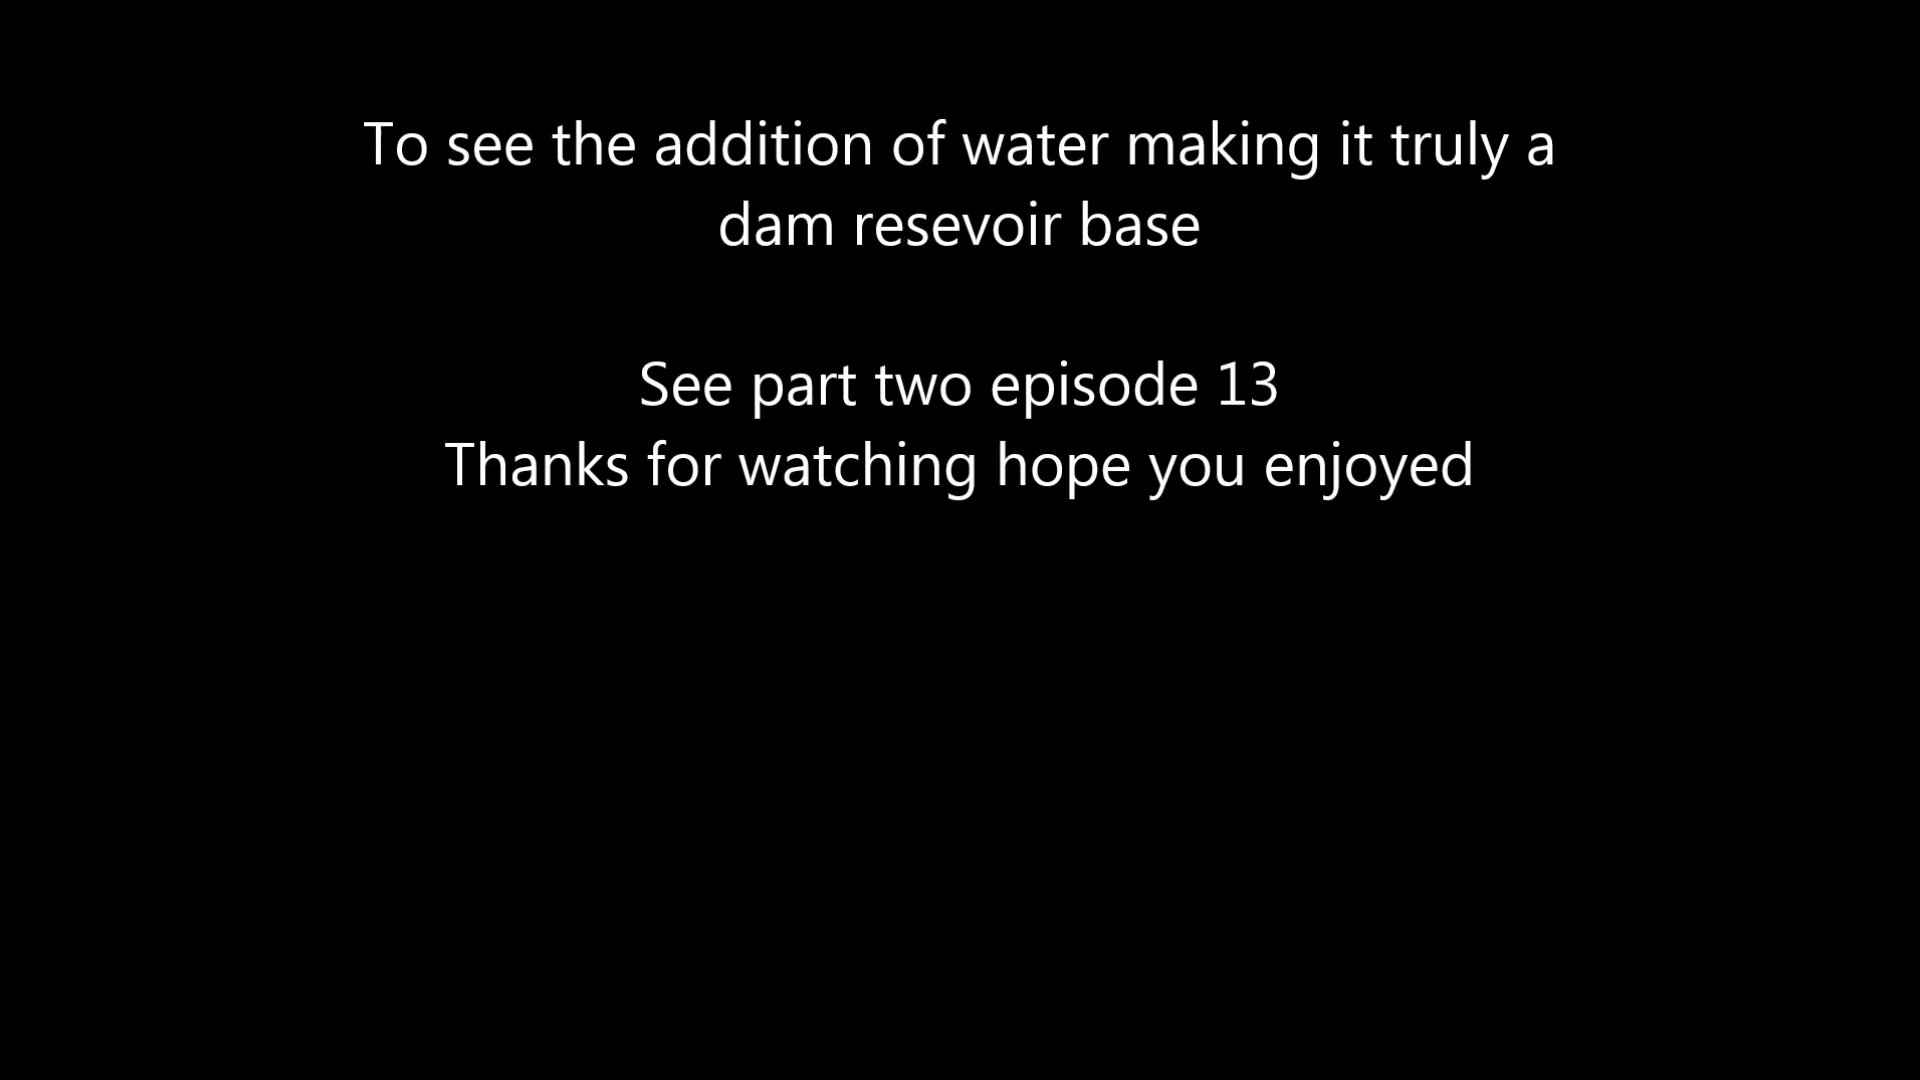 To see the addition of water making it truly a
dam resevoir base
See part two episode 13
Thanks for watching hope you enjoyed